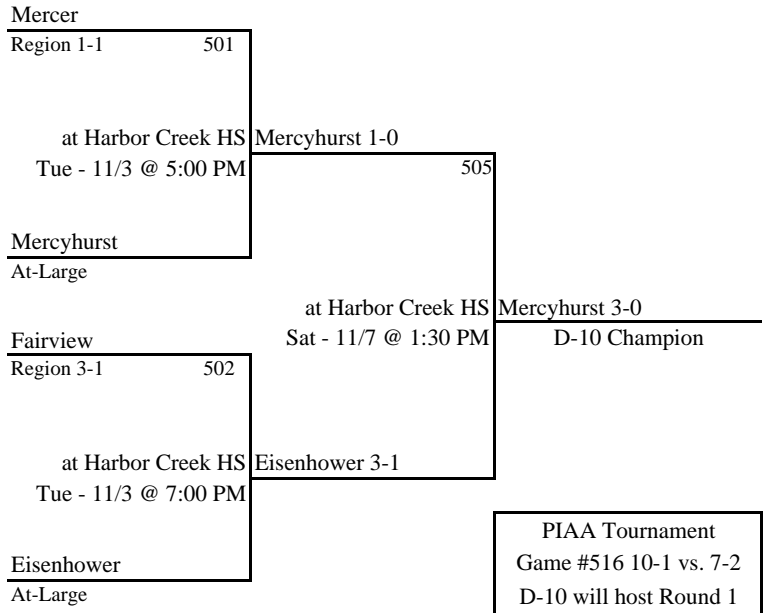 Mercer
Region 1-1 501
at Harbor Creek HS Mercyhurst 1-0
Tue - 11/3 @ 5:00 PM 505
Mercyhurst
At-Large
at Harbor Creek HS Mercyhurst 3-0
Fairview Sat - 11/7 @ 1:30 PM D-10 Champion
Region 3-1 502
at Harbor Creek HS Eisenhower 3-1
Tue - 11/3 @ 7:00 PM
PIAA Tournament
Eisenhower Game #516 10-1 vs. 7-2
At-Large D-10 will host Round 1